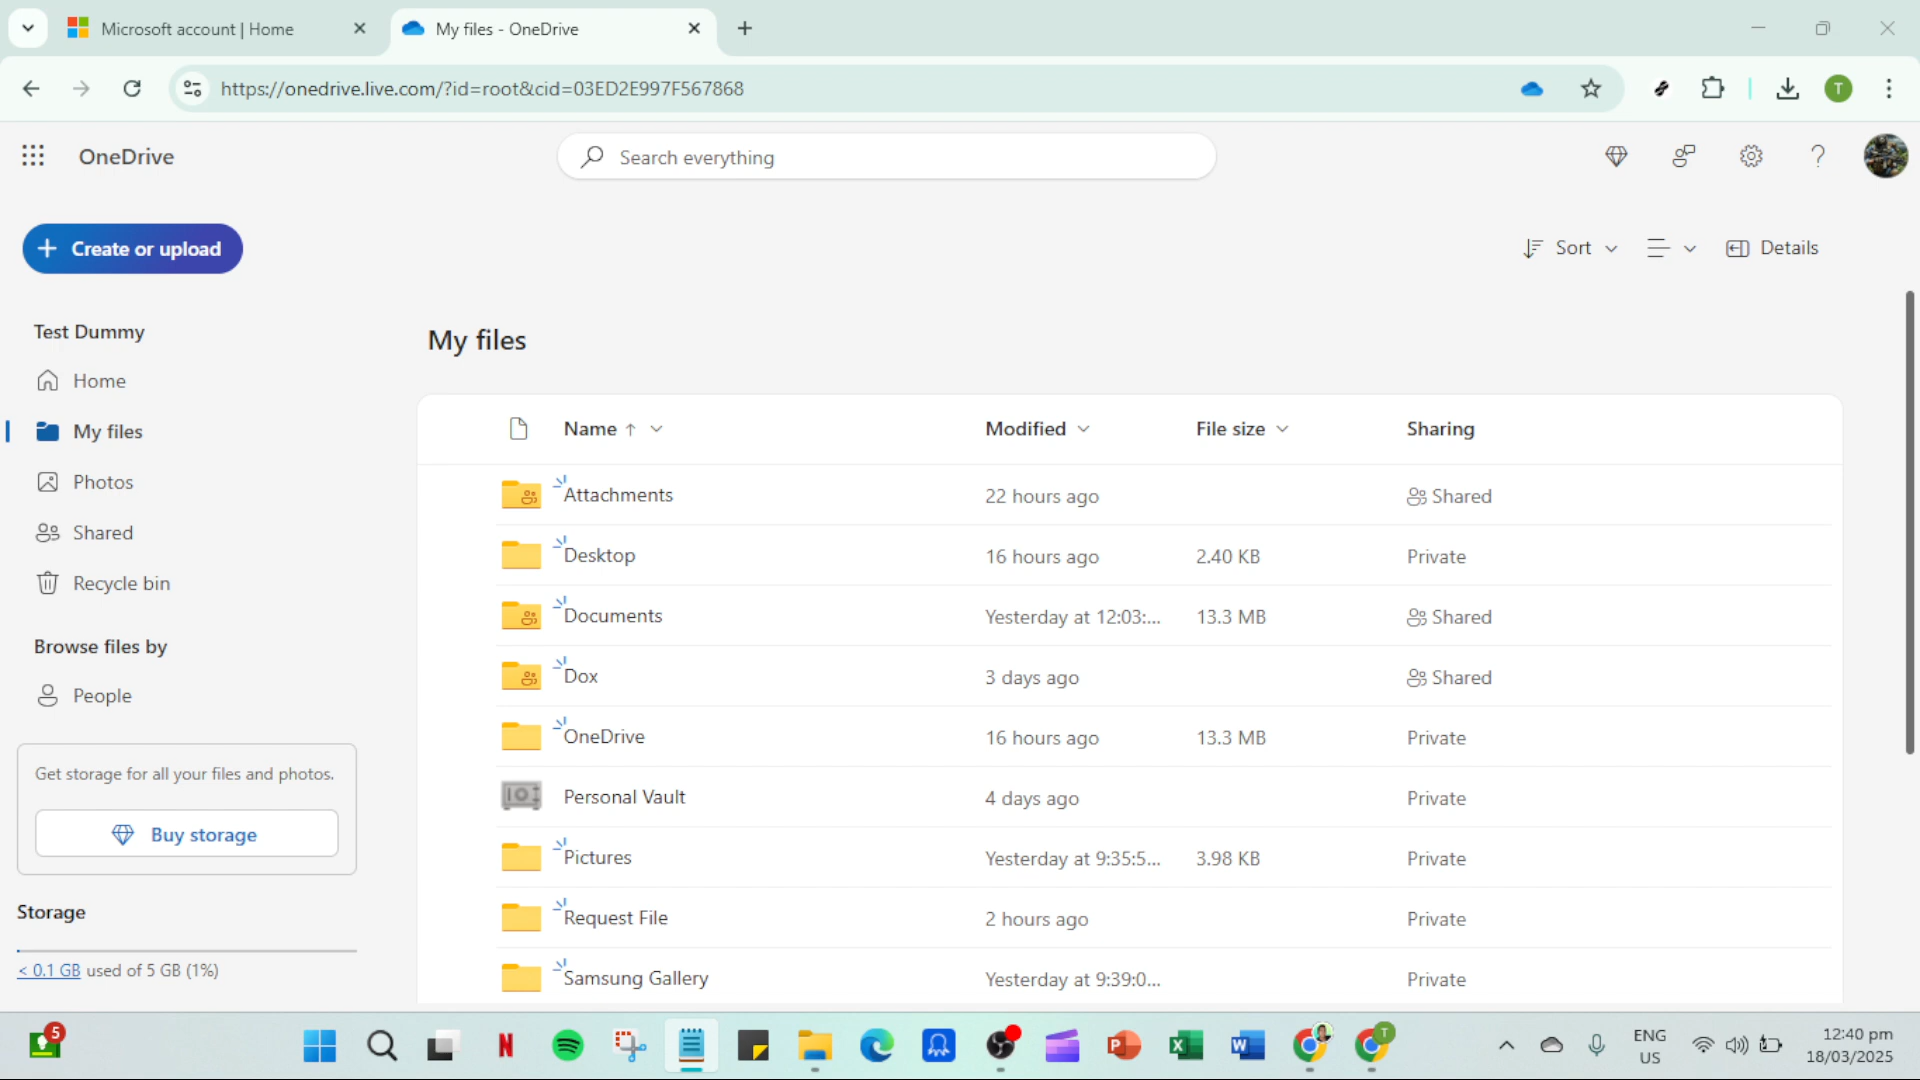 Microsoft account | Home
My files - OneDrive
https://onedrive.live.com/?id=root&cid=03ED2E997F567868
T
OneDrive
Search everything
Create or upload
Sort
Details
Test Dummy
Home
My files
Photos
Shared
Recycle bin
Browse files by
People
Get storage for all your files and photos.
Buy storage
Storage
< 0.1 GB used of 5 GB (1%)
My files
Name Modified File size Sharing
Attachments 22 hours ago Shared
Desktop 16 hours ago 2.40 KB Private
Documents Yesterday at 12:03:... 13.3 MB Shared
Dox 3 days ago Shared
OneDrive 16 hours ago 13.3 MB Private
Personal Vault 4 days ago Private
Pictures Yesterday at 9:35:5... 3.98 KB Private
Request File 2 hours ago Private
Samsung Gallery Yesterday at 9:39:0... Private
5
N
P
X
W
T
ENG
US
12:40 pm
18/03/2025